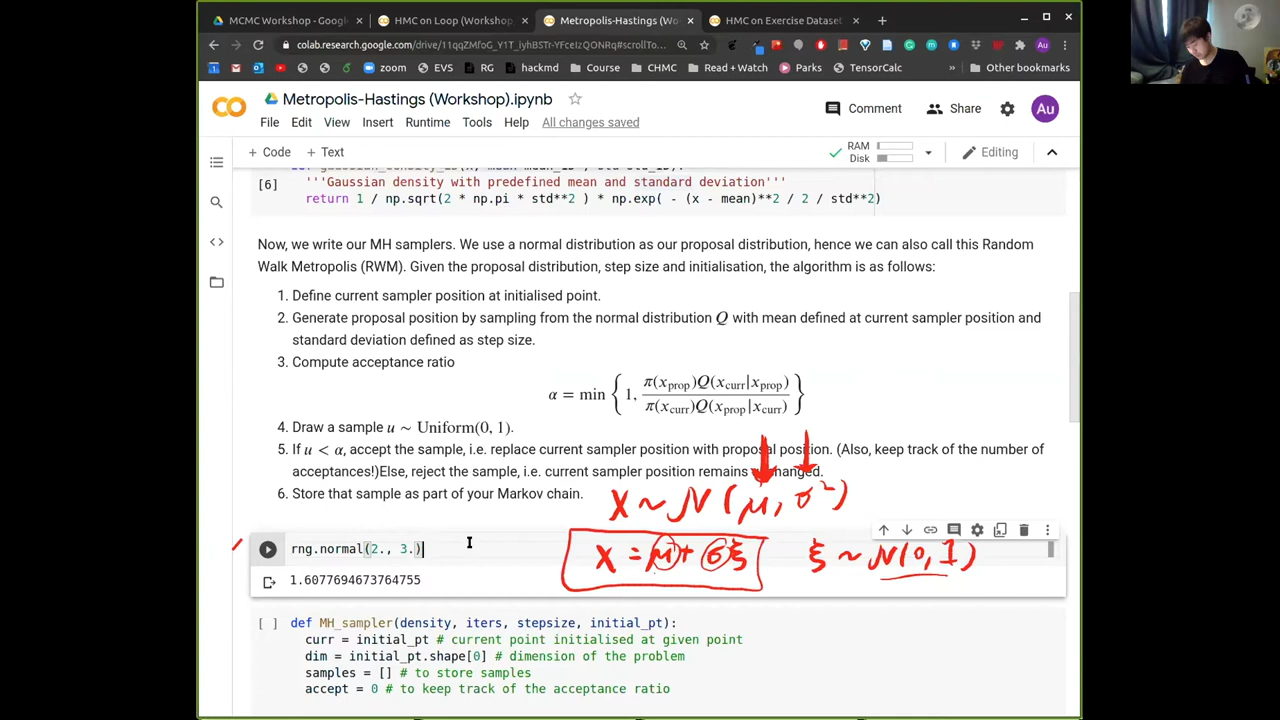 MCMC Workshop - Google
HMC on Loop (Workshop)
Metropolis-Hastings (Wo
HMC on Exercise Dataset
colab.research.google.com/drive/
zoom
EVS
RG
hackmd
Course
CHMC
Read + Watch
Parks
TensorCalc
»
Other bookmarks
Metropolis-Hastings (Workshop).ipynb
Comment
Share
Au
File Edit View Insert Runtime Tools Help All changes saved
+ Code + Text
RAM
Disk
Editing
[6]
'''Gaussian density with predefined mean and standard deviation'''
return 1 / np.sqrt(2 * np.pi * std**2 ) * np.exp( - (x - mean)**2 / 2 / std**2)
Now, we write our MH samplers. We use a normal distribution as our proposal distribution, hence we can also call this Random
Walk Metropolis (RWM). Given the proposal distribution, step size and initialisation, the algorithm is as follows:
1. Define current sampler position at initialised point.
2. Generate proposal position by sampling from the normal distribution Q with mean defined at current sampler position and
standard deviation defined as step size.
3. Compute acceptance ratio
α = min { 1, π(x_prop)Q(x_curr|x_prop) / π(x_curr)Q(x_prop|x_curr) }
4. Draw a sample u ~ Uniform(0, 1).
5. If u < α, accept the sample, i.e. replace current sampler position with proposal position. (Also, keep track of the number of
acceptances!)Else, reject the sample, i.e. current sampler position remains unchanged.
6. Store that sample as part of your Markov chain.
X ~ N(μ, σ²)
rng.normal(2., 3.)
X = μ + σξ ξ ~ N(0, 1)
1.6077694673764755
[ ] def MH_sampler(density, iters, stepsize, initial_pt):
curr = initial_pt # current point initialised at given point
dim = initial_pt.shape[0] # dimension of the problem
samples = [] # to store samples
accept = 0 # to keep track of the acceptance ratio